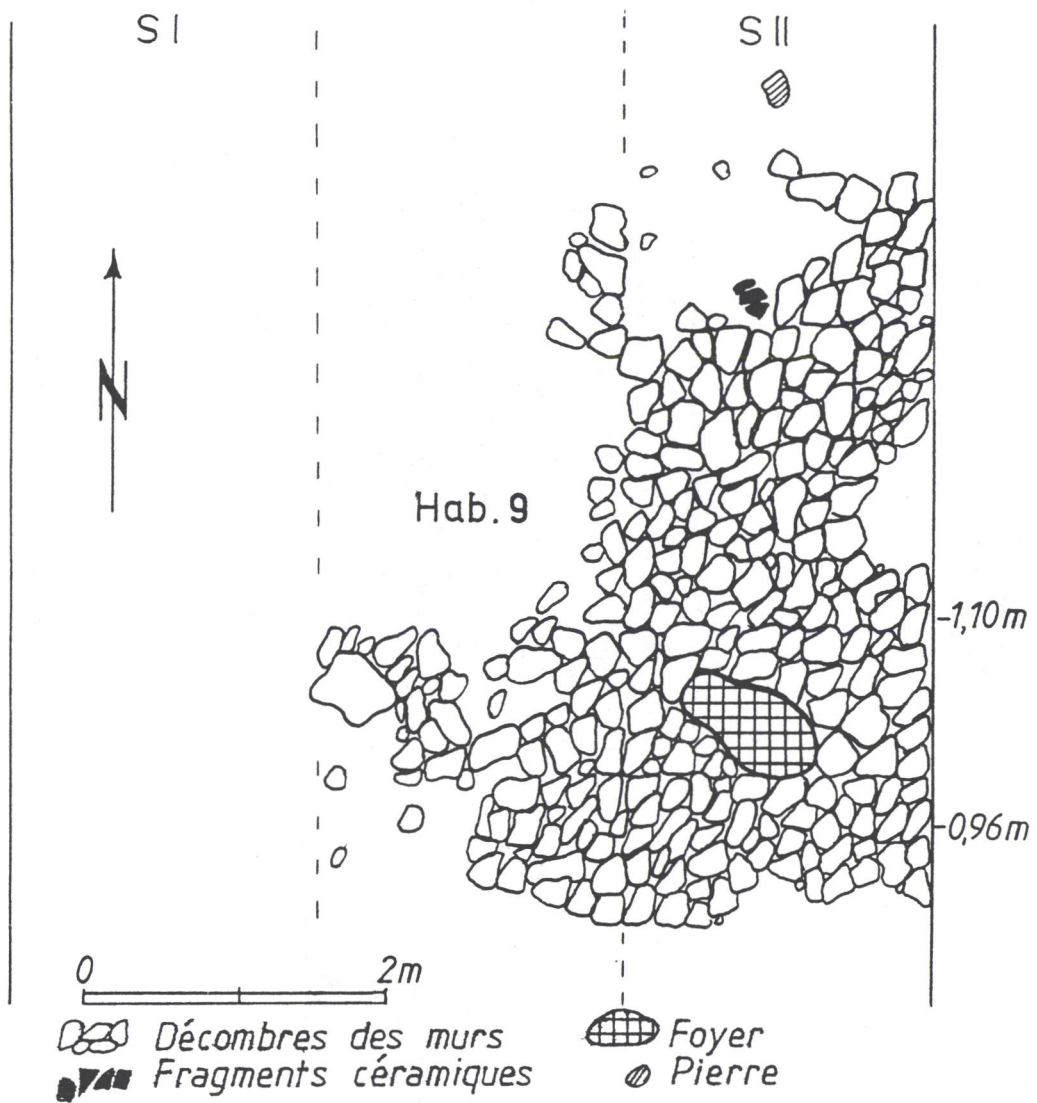 S I
S II
N
Hab. 9
-1,10 m
-0,96 m
0 2m
Décombres des murs
Foyer
Fragments céramiques
Pierre